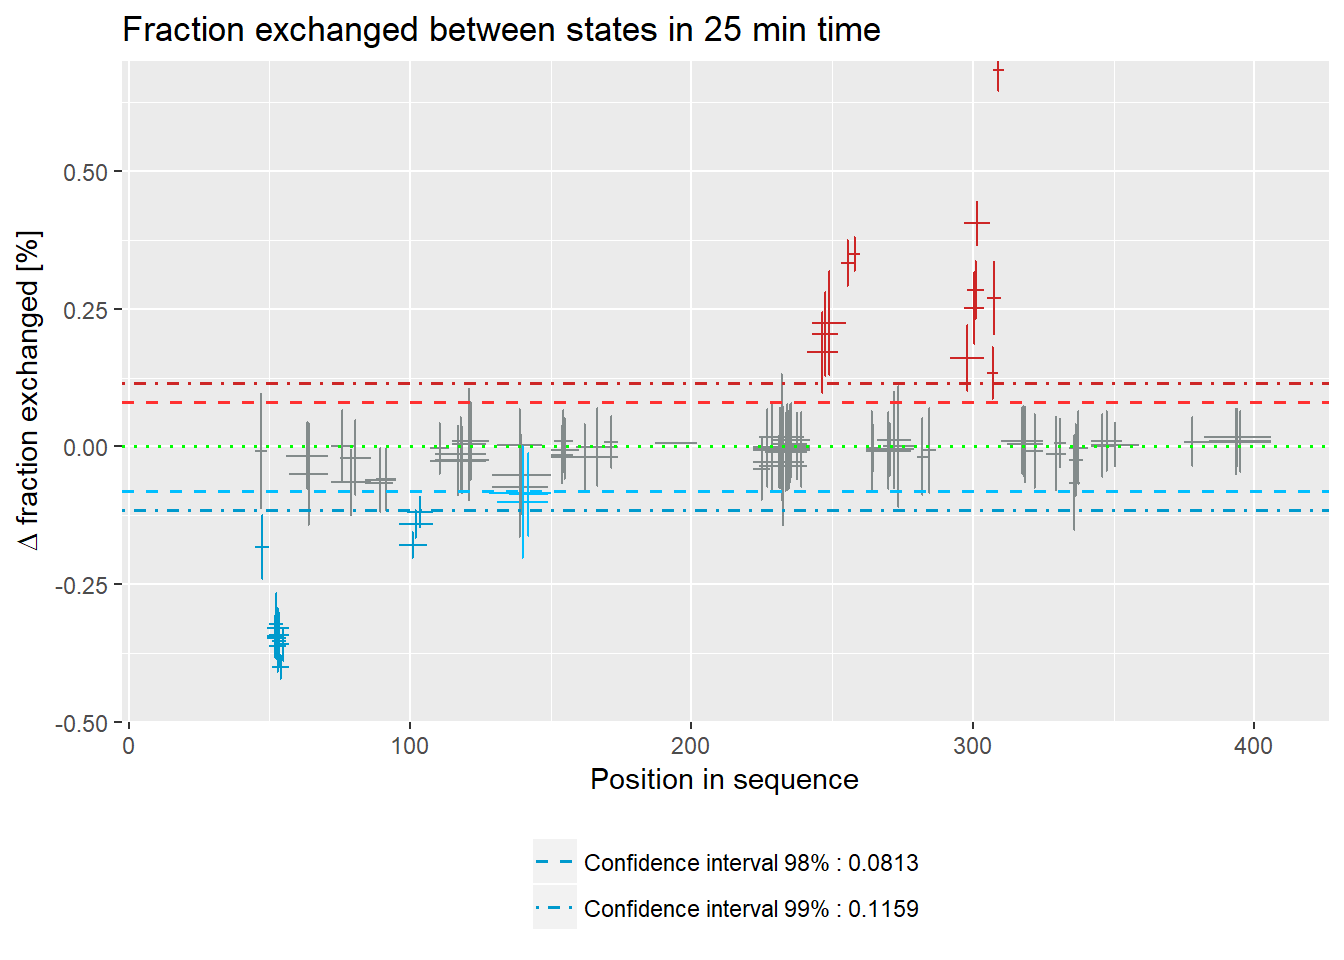 Fraction exchanged between states in 25 min time
Δ fraction exchanged [%]
0.50
0.25
0.00
-0.25
-0.50
0 100 200 300 400
Position in sequence
Confidence interval 98% : 0.0813
Confidence interval 99% : 0.1159